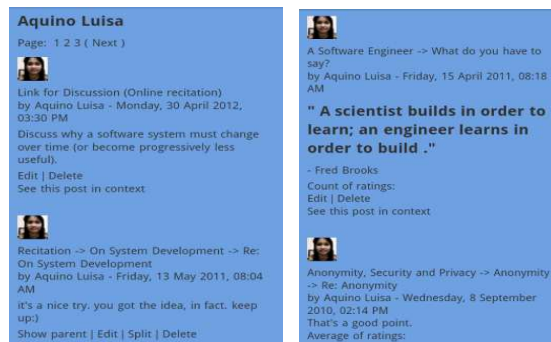 Aquino Luisa
Page: 1 2 3 ( Next )
Link for Discussion (Online recitation)
by Aquino Luisa - Monday, 30 April 2012,
03:30 PM
Discuss why a software system must change
over time (or become progressively less
useful).
Edit | Delete
See this post in context
Recitation -> On System Development -> Re:
On System Development
by Aquino Luisa - Friday, 13 May 2011, 08:04
AM
it's a nice try. you got the idea, in fact. keep
up:)
Show parent | Edit | Split | Delete
A Software Engineer -> What do you have to
say?
by Aquino Luisa - Friday, 15 April 2011, 08:18
AM
" A scientist builds in order to
learn; an engineer learns in
order to build ."
- Fred Brooks
Count of ratings:
Edit | Delete
See this post in context
Anonymity, Security and Privacy -> Anonymity
-> Re: Anonymity
by Aquino Luisa - Wednesday, 8 September
2010, 02:14 PM
That's a good point.
Average of ratings: